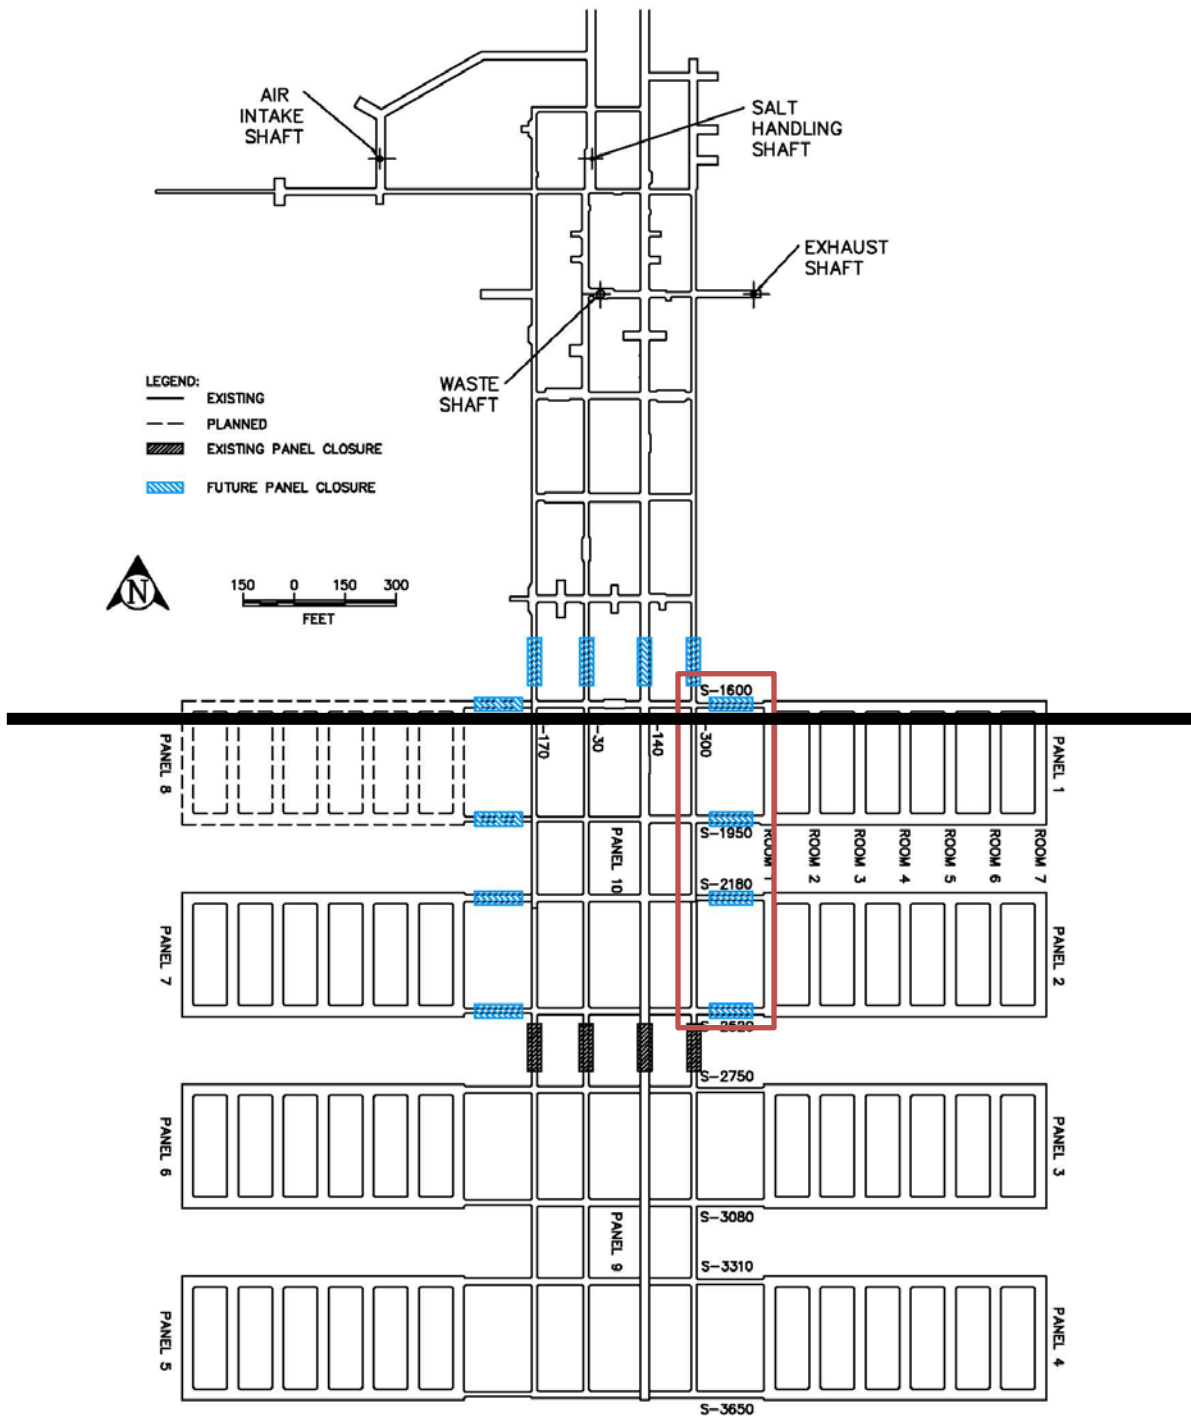 AIR
INTAKE
SHAFT
SALT
HANDLING
SHAFT
EXHAUST
SHAFT
WASTE
SHAFT
LEGEND:
EXISTING
PLANNED
EXISTING PANEL CLOSURE
FUTURE PANEL CLOSURE
N
150 0 150 300
FEET
S-1600
PANEL 8
-170
-30
-140
-300
PANEL 1
S-1950
PANEL 10
ROOM 1
ROOM 2
ROOM 3
ROOM 4
ROOM 5
ROOM 6
ROOM 7
S-2180
PANEL 7
PANEL 2
S-2520
S-2750
PANEL 6
PANEL 3
S-3080
PANEL 9
S-3310
PANEL 5
PANEL 4
S-3650